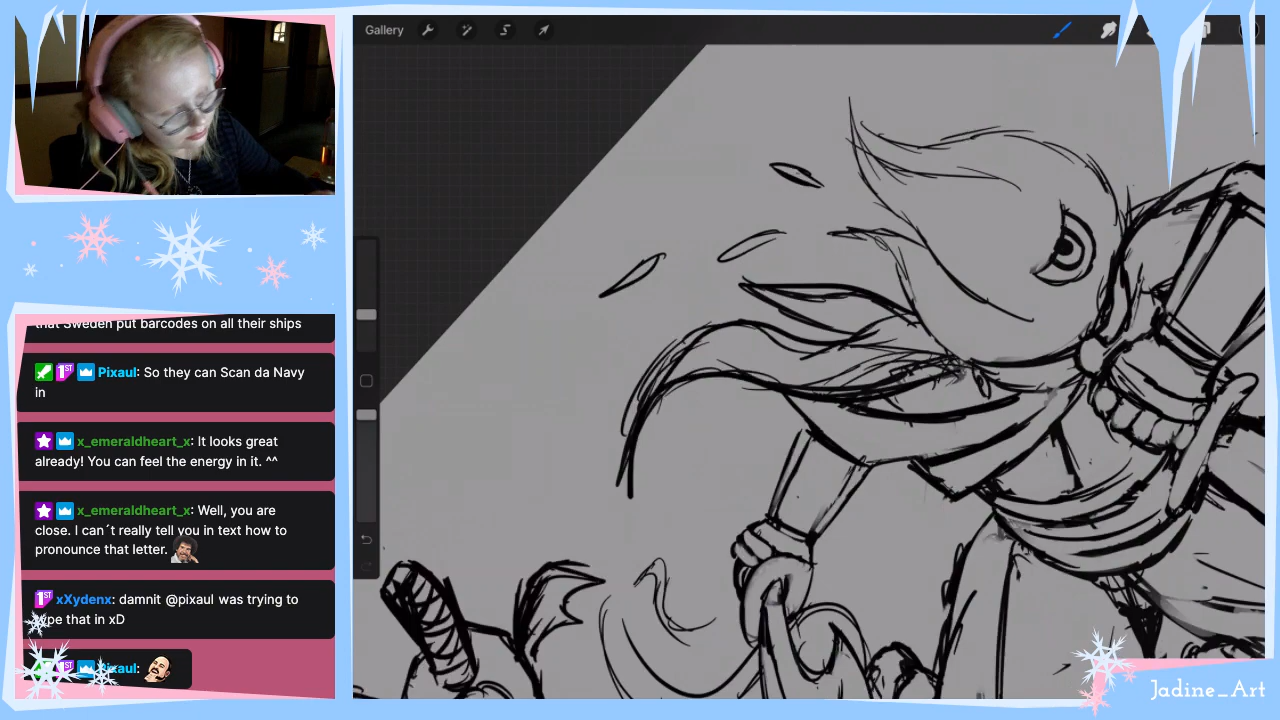 Gallery
that Sweden put barcodes on all their ships
1ST Pixaul: So they can Scan da Navy
in
x_emeraldheart_x: It looks great
already! You can feel the energy in it. ^^
x_emeraldheart_x: Well, you are
close. I can´t really tell you in text how to
pronounce that letter.
1ST xXydenx: damnit @pixaul was trying to
type that in xD
1ST Pixaul:
Jadine_Art